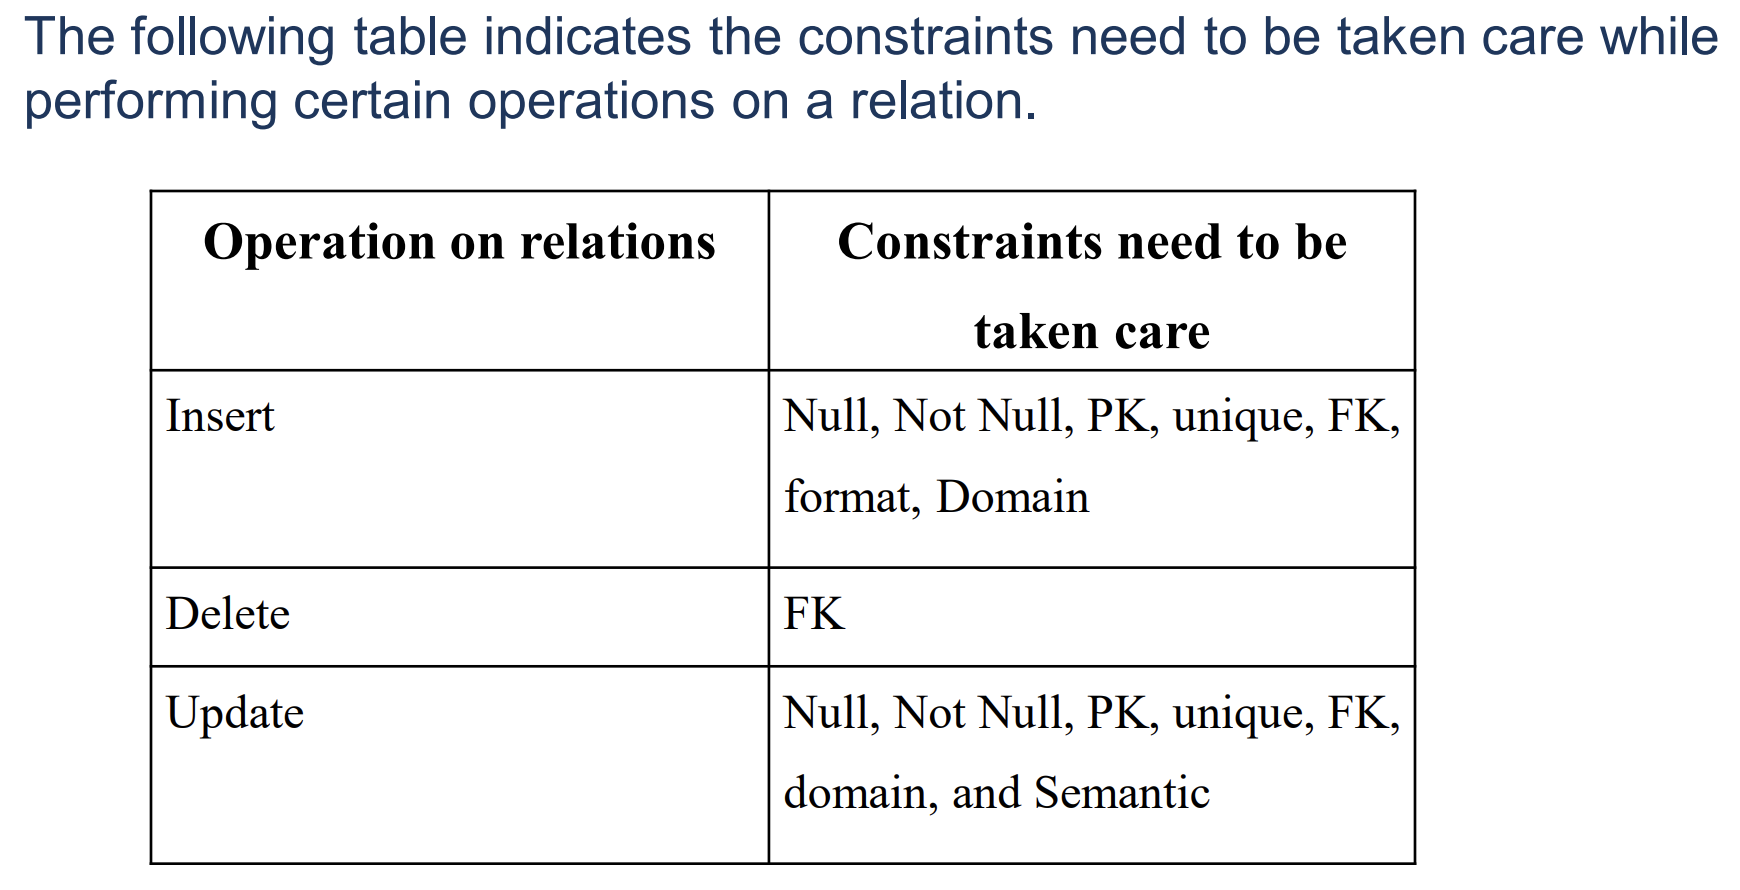 The following table indicates the constraints need to be taken care while
performing certain operations on a relation.
Operation on relations
Constraints need to be
taken care
Insert
Null, Not Null, PK, unique, FK,
format, Domain
Delete
FK
Update
Null, Not Null, PK, unique, FK,
domain, and Semantic